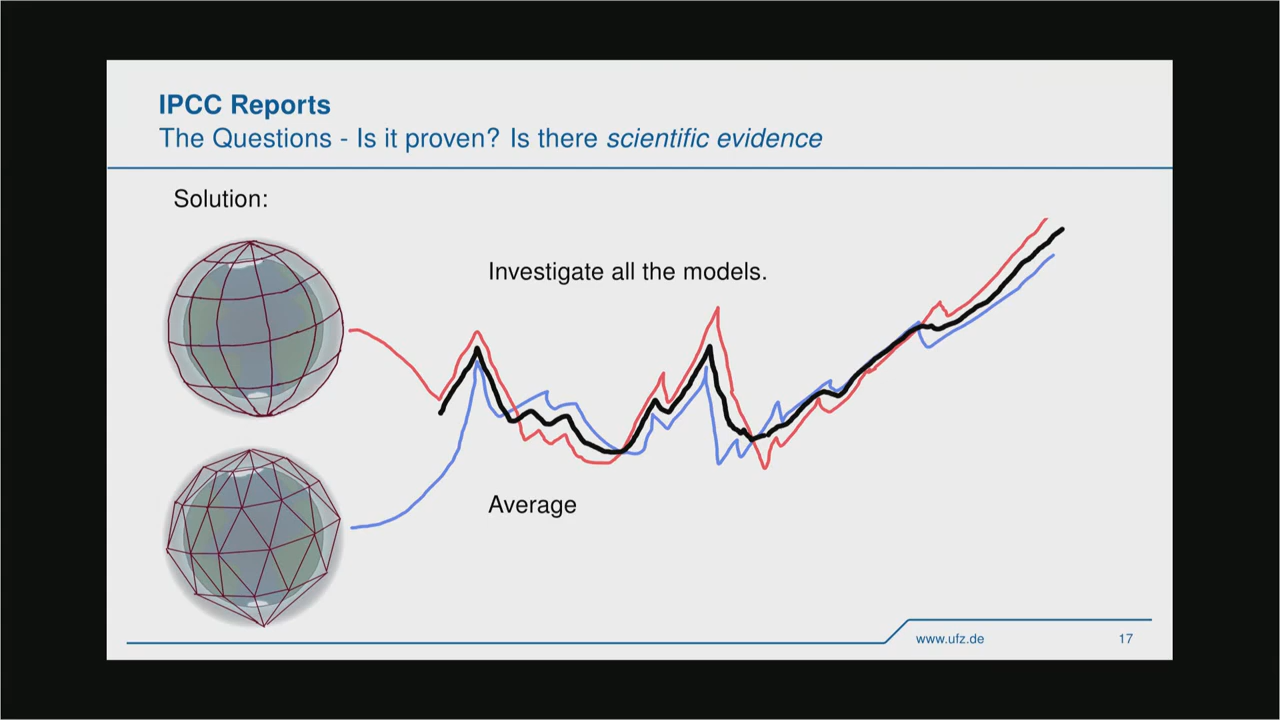 IPCC Reports
The Questions - Is it proven? Is there scientific evidence
Solution:
Investigate all the models.
Average
www.ufz.de
17